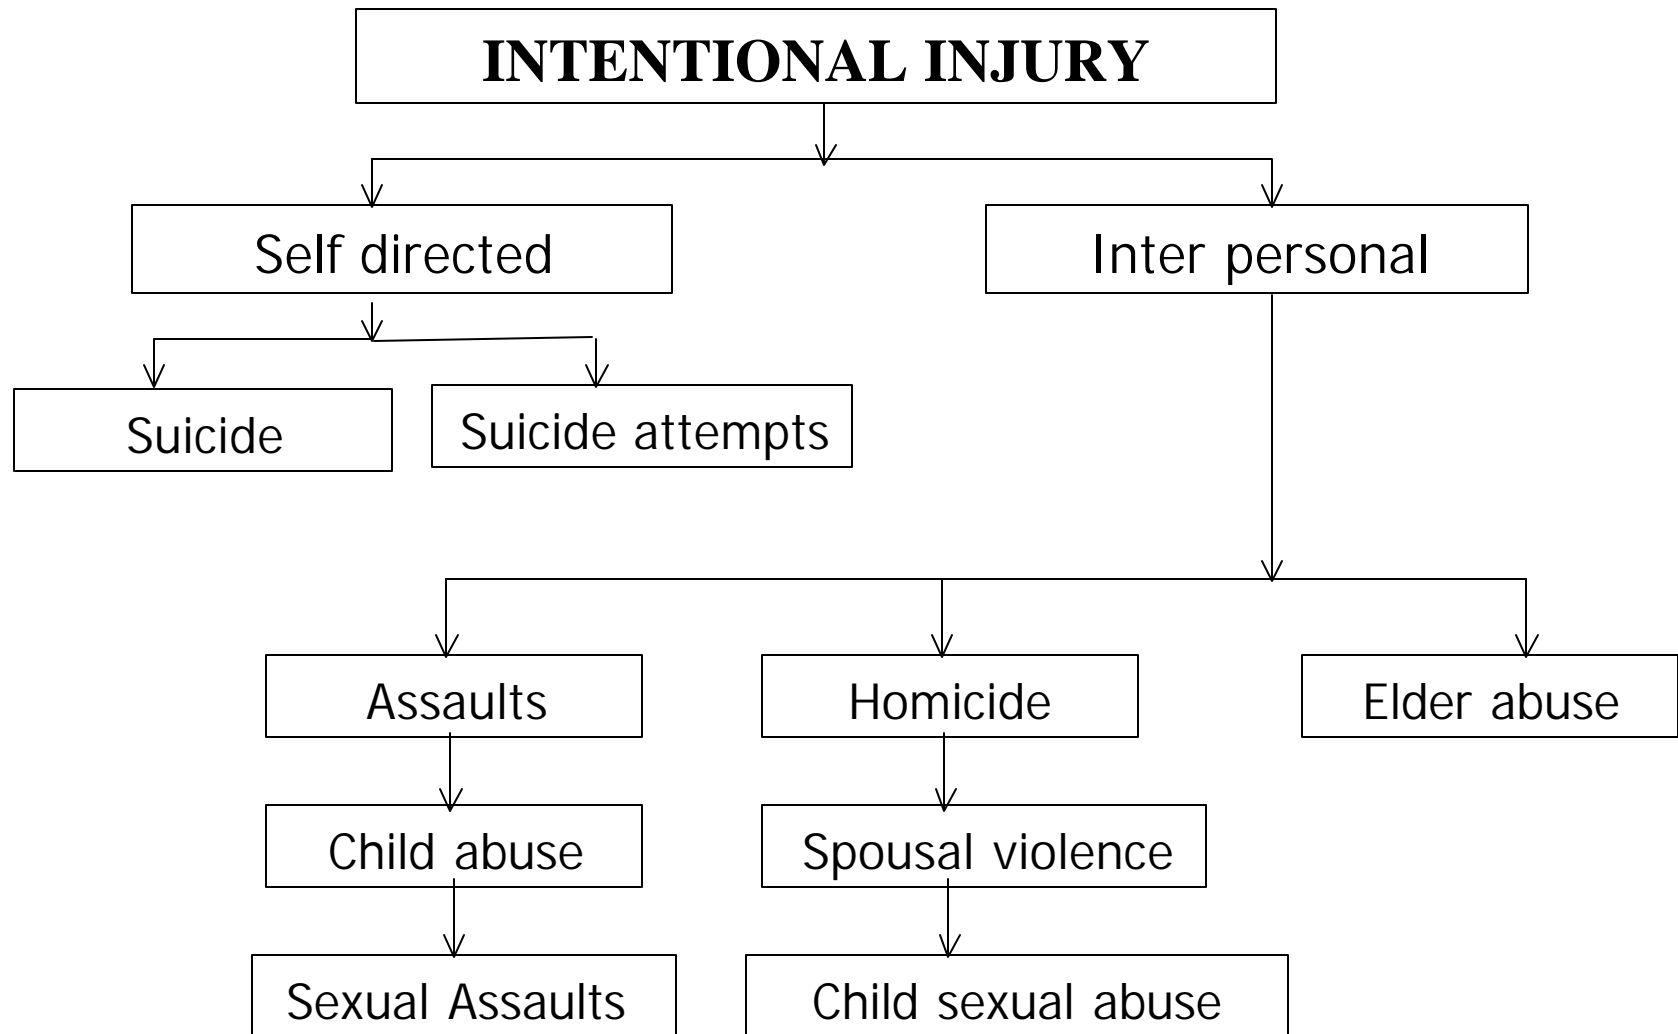 INTENTIONAL INJURY
Self directed
Inter personal
Suicide
Suicide attempts
Assaults
Homicide
Elder abuse
Child abuse
Spousal violence
Sexual Assaults
Child sexual abuse